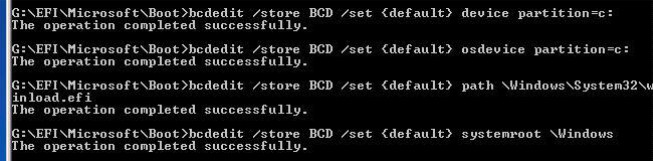 G:\EFI\Microsoft\Boot>bcdedit /store BCD /set {default} device partition=c:
The operation completed successfully.
G:\EFI\Microsoft\Boot>bcdedit /store BCD /set {default} osdevice partition=c:
The operation completed successfully.
G:\EFI\Microsoft\Boot>bcdedit /store BCD /set {default} path \Windows\System32\w
inload.efi
The operation completed successfully.
G:\EFI\Microsoft\Boot>bcdedit /store BCD /set {default} systemroot \Windows
The operation completed successfully.